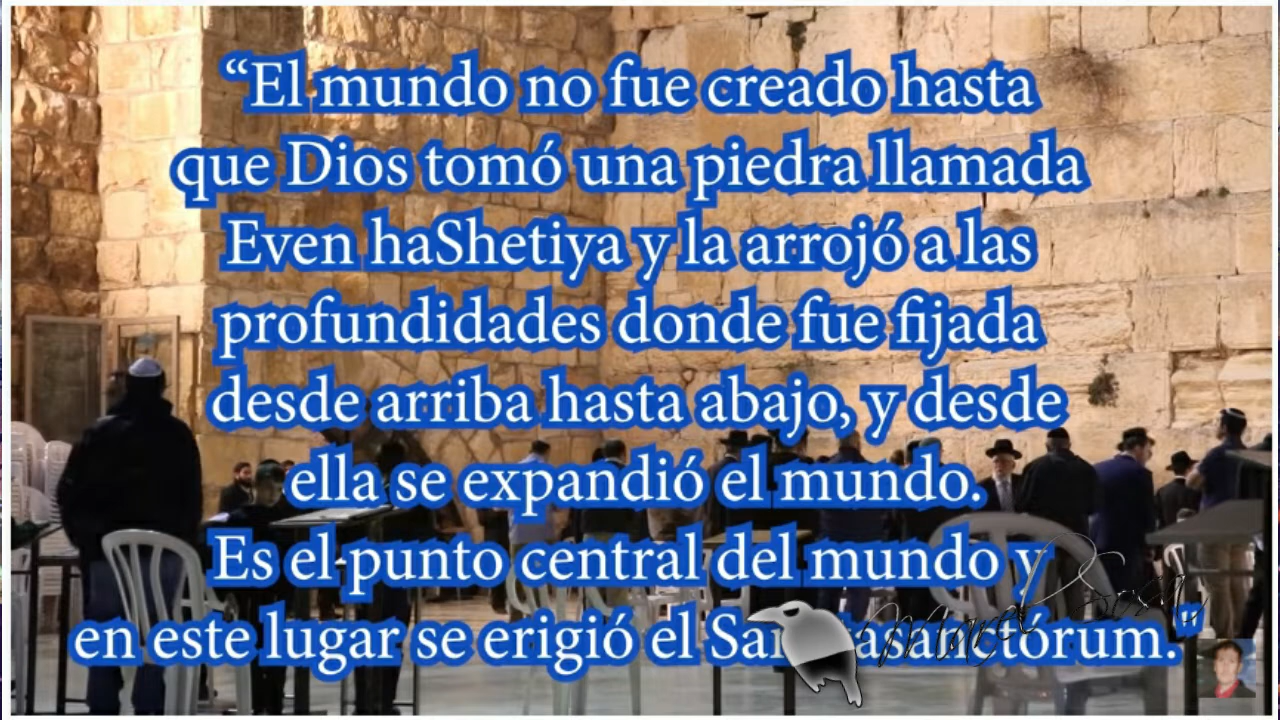 “El mundo no fue creado hasta
que Dios tomó una piedra llamada
Even haShetiya y la arrojó a las
profundidades donde fue fijada
desde arriba hasta abajo, y desde
ella se expandió el mundo.
Es el punto central del mundo y
en este lugar se erigió el Sanctasanctórum.”